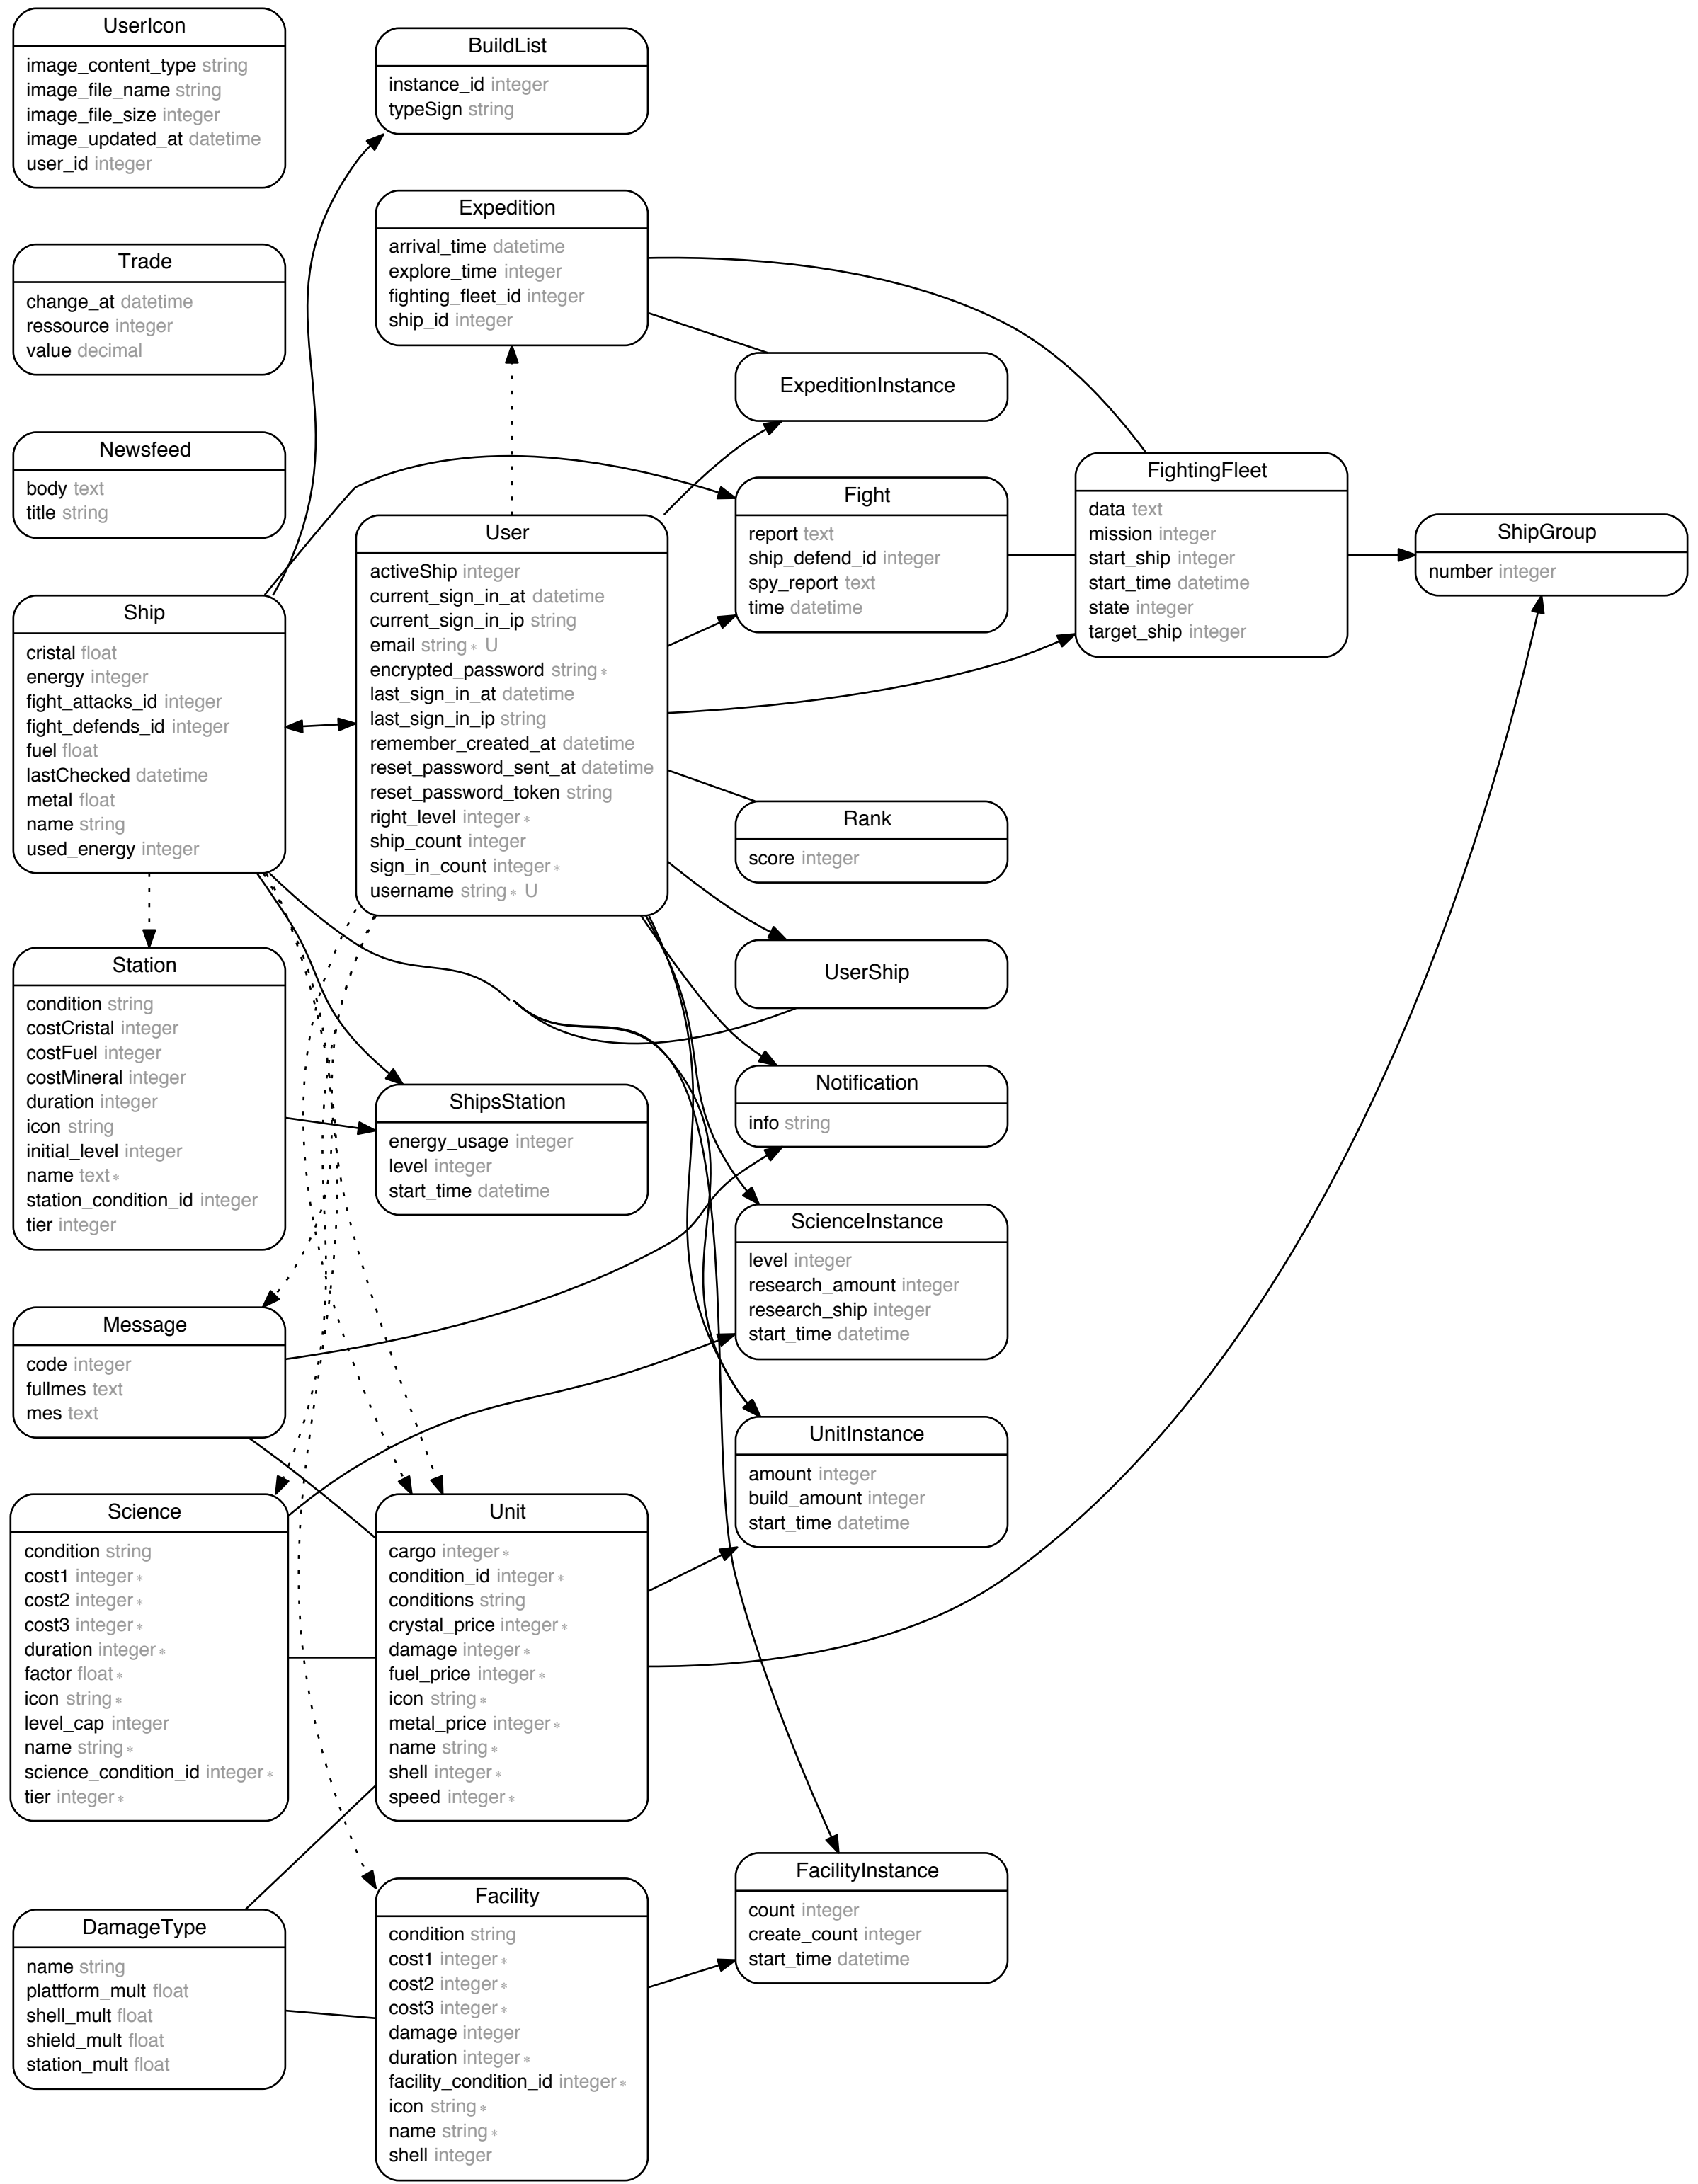 UserIcon
image_content_type string
image_file_name string
image_file_size integer
image_updated_at datetime
user_id integer
Trade
change_at datetime
ressource integer
value decimal
Newsfeed
body text
title string
Ship
cristal float
energy integer
fight_attacks_id integer
fight_defends_id integer
fuel float
lastChecked datetime
metal float
name string
used_energy integer
Station
condition string
costCristal integer
costFuel integer
costMineral integer
duration integer
icon string
initial_level integer
name text *
station_condition_id integer
tier integer
Message
code integer
fullmes text
mes text
Science
condition string
cost1 integer *
cost2 integer *
cost3 integer *
duration integer *
factor float *
icon string *
level_cap integer
name string *
science_condition_id integer *
tier integer *
DamageType
name string
plattform_mult float
shell_mult float
shield_mult float
station_mult float
BuildList
instance_id integer
typeSign string
Expedition
arrival_time datetime
explore_time integer
fighting_fleet_id integer
ship_id integer
User
activeShip integer
current_sign_in_at datetime
current_sign_in_ip string
email string * U
encrypted_password string *
last_sign_in_at datetime
last_sign_in_ip string
remember_created_at datetime
reset_password_sent_at datetime
reset_password_token string
right_level integer *
ship_count integer
sign_in_count integer *
username string * U
ShipsStation
energy_usage integer
level integer
start_time datetime
Unit
cargo integer *
condition_id integer *
conditions string
crystal_price integer *
damage integer *
fuel_price integer *
icon string *
metal_price integer *
name string *
shell integer *
speed integer *
Facility
condition string
cost1 integer *
cost2 integer *
cost3 integer *
damage integer
duration integer *
facility_condition_id integer *
icon string *
name string *
shell integer
ExpeditionInstance
Fight
report text
ship_defend_id integer
spy_report text
time datetime
Rank
score integer
UserShip
Notification
info string
ScienceInstance
level integer
research_amount integer
research_ship integer
start_time datetime
UnitInstance
amount integer
build_amount integer
start_time datetime
FacilityInstance
count integer
create_count integer
start_time datetime
FightingFleet
data text
mission integer
start_ship integer
start_time datetime
state integer
target_ship integer
ShipGroup
number integer